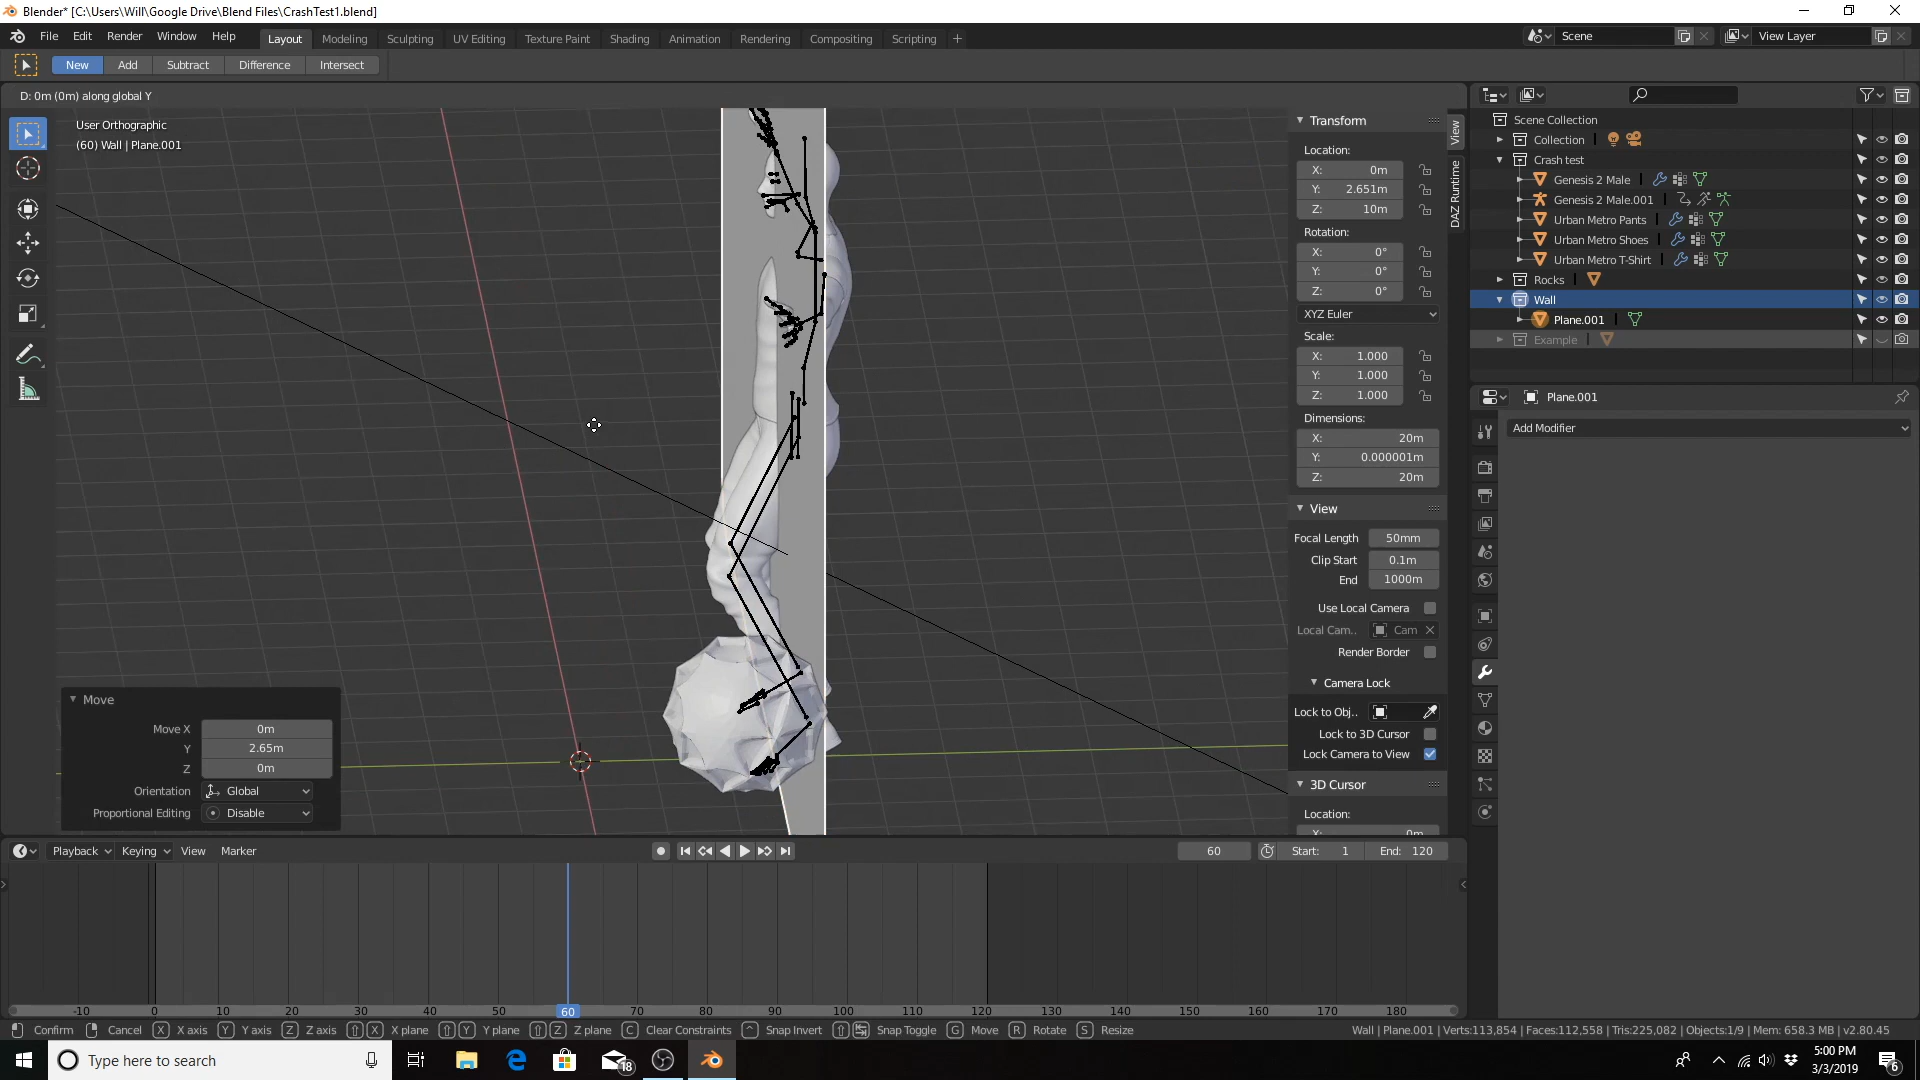 Blender* [C:\Users\Will\Google Drive\Blend Files\CrashTest1.blend]
File Edit Render Window Help Layout Modeling Sculpting UV Editing Texture Paint Shading Animation Rendering Compositing Scripting + Scene View Layer
New Add Subtract Difference Intersect
D: 0m (0m) along global Y
User Orthographic
(60) Wall | Plane.001
Transform
Location:
X: 0m
Y: 2.651m
Z: 10m
Rotation:
X: 0°
Y: 0°
Z: 0°
XYZ Euler
Scale:
X: 1.000
Y: 1.000
Z: 1.000
Dimensions:
X: 20m
Y: 0.000001m
Z: 20m
View
Focal Length 50mm
Clip Start 0.1m
End 1000m
Use Local Camera
Local Cam.. Cam
Render Border
Camera Lock
Lock to Obj..
Lock to 3D Cursor
Lock Camera to View
3D Cursor
Location:
X: 0m
View
DAZ Runtime
Scene Collection
Collection
Crash test
Genesis 2 Male
Genesis 2 Male.001
Urban Metro Pants
Urban Metro Shoes
Urban Metro T-Shirt
Rocks
Wall
Plane.001
Example
Plane.001
Add Modifier
Move
Move X 0m
Y 2.65m
Z 0m
Orientation Global
Proportional Editing Disable
Playback Keying View Marker 60 Start: 1 End: 120
-10 0 10 20 30 40 50 60 70 80 90 100 110 120 130 140 150 160 170 180
Confirm Cancel X X axis Y Y axis Z Z axis X X plane Y Y plane Z Z plane C Clear Constraints Snap Invert Snap Toggle G Move R Rotate S Resize Wall | Plane.001 | Verts:113,854 | Faces:112,558 | Tris:225,082 | Objects:1/9 | Mem: 658.3 MB | v2.80.45
Type here to search
18
5:00 PM
3/3/2019
6